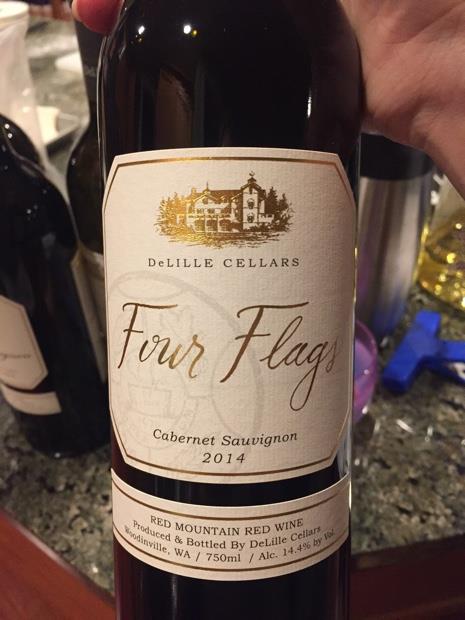 DeLILLE CELLARS
Four Flags
Cabernet Sauvignon
2014
RED MOUNTAIN RED WINE
Produced & Bottled By DeLille Cellars
Woodinville, WA / 750ml / Alc. 14.4% by Vol.